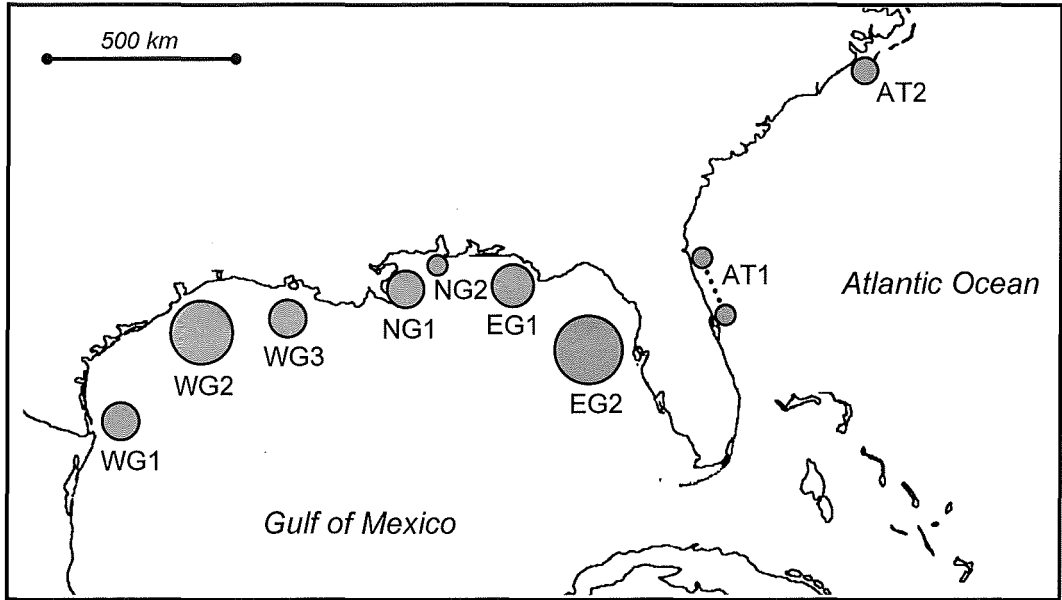 500 km
AT2
AT1
Atlantic Ocean
NG2
NG1
EG1
WG3
WG2
EG2
WG1
Gulf of Mexico